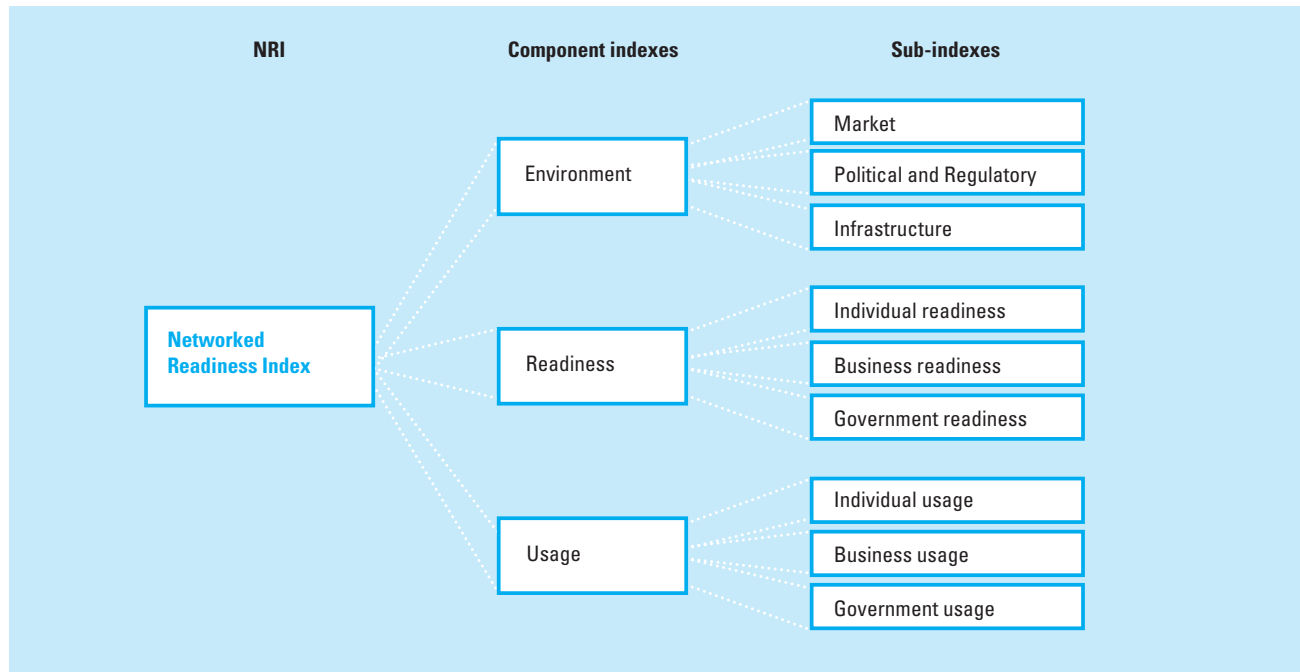 NRI
Component indexes
Sub-indexes
Market
Environment
Political and Regulatory
Infrastructure
Networked
Readiness Index
Individual readiness
Readiness
Business readiness
Government readiness
Individual usage
Usage
Business usage
Government usage